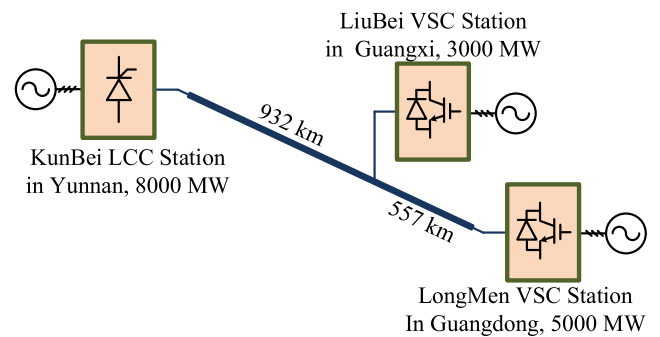 LiuBei VSC Station
in Guangxi, 3000 MW
932 km
KunBei LCC Station
in Yunnan, 8000 MW
557 km
LongMen VSC Station
In Guangdong, 5000 MW